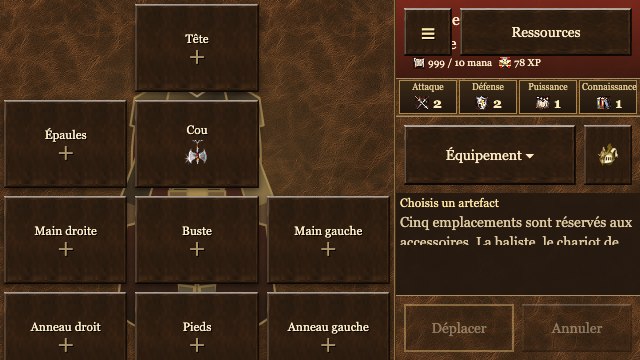 Tête
+
Épaules
+
Cou
Main droite
+
Buste
+
Main gauche
+
Anneau droit
+
Pieds
+
Anneau gauche
+
Ressources
999 / 10 mana 78 XP
Attaque Défense Puissance Connaissance
2 2 1 1
Équipement
Choisis un artefact
Cinq emplacements sont réservés aux
accessoires. La baliste, le chariot de
Déplacer Annuler